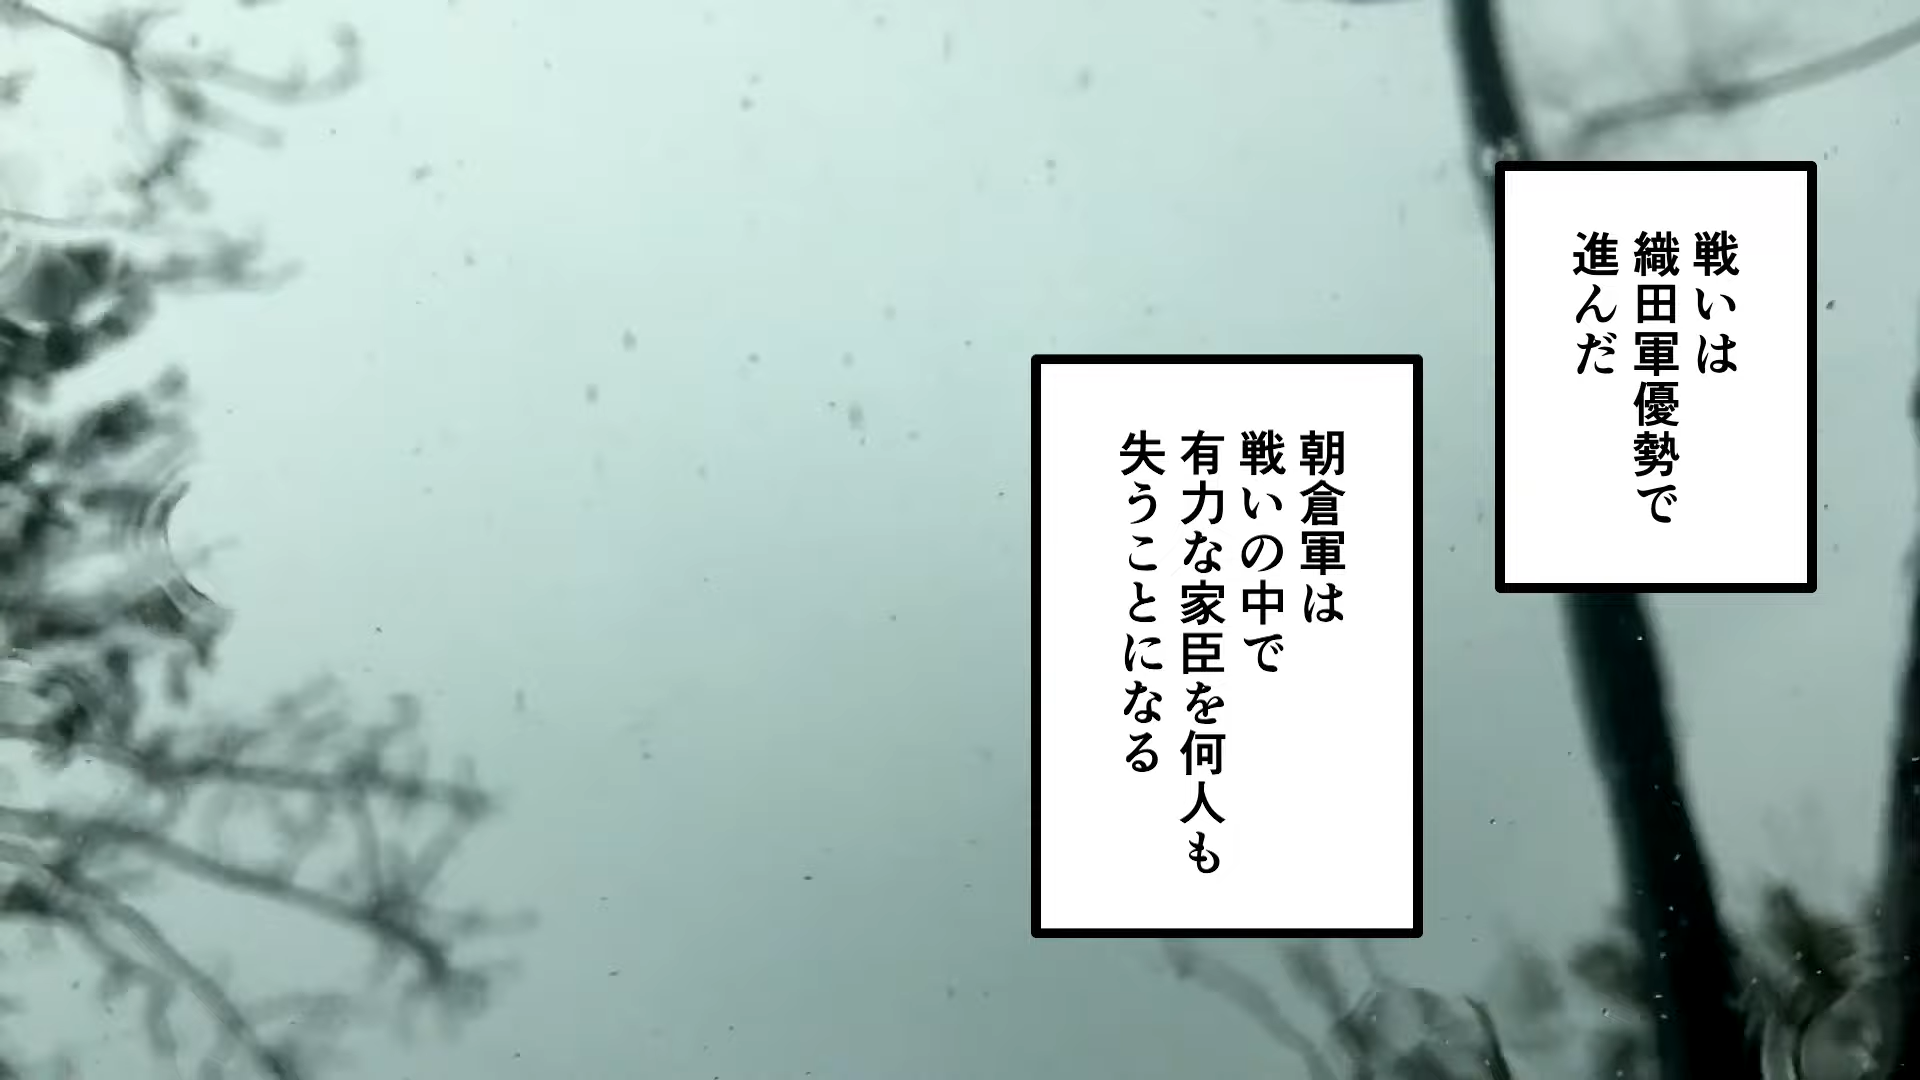 戦いは
織田軍優勢で
進んだ
朝倉軍は
戦いの中で
有力な家臣を何人も
失うことになる